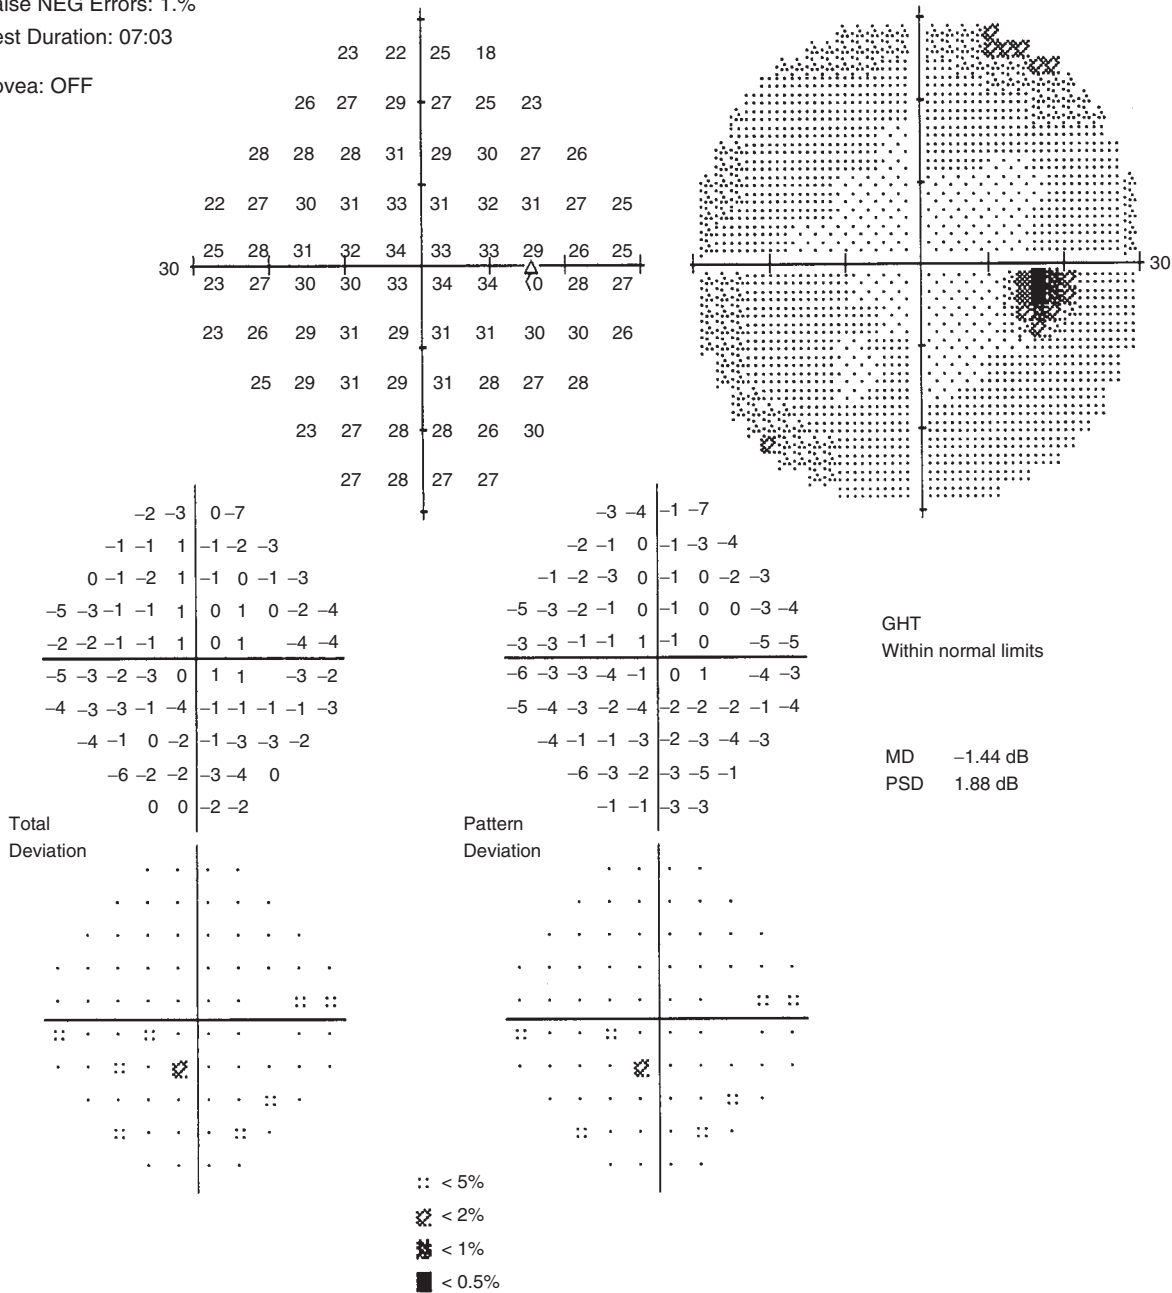 alse NEG Errors: 1.%
est Duration: 07:03
ovea: OFF
23 22 25 18
26 27 29 27 25 23
28 28 28 31 29 30 27 26
22 27 30 31 33 31 32 31 27 25
25 28 31 32 34 33 33 29 26 25
30
30
23 27 30 30 33 34 34 0 28 27
23 26 29 31 29 31 31 30 30 26
25 29 31 29 31 28 27 28
23 27 28 28 26 30
27 28 27 27
−2 −3 0 −7
−1 −1 1 −1 −2 −3
0 −1 −2 1 −1 0 −1 −3
−5 −3 −1 −1 1 0 1 0 −2 −4
−2 −2 −1 −1 1 0 1 −4 −4
−5 −3 −2 −3 0 1 1 −3 −2
−4 −3 −3 −1 −4 −1 −1 −1 −1 −3
−4 −1 0 −2 −1 −3 −3 −2
−6 −2 −2 −3 −4 0
0 0 −2 −2
Total
Deviation
−3 −4 −1 −7
−2 −1 0 −1 −3 −4
−1 −2 −3 0 −1 0 −2 −3
−5 −3 −2 −1 0 −1 0 0 −3 −4
−3 −3 −1 −1 1 −1 0 −5 −5
−6 −3 −3 −4 −1 0 1 −4 −3
−5 −4 −3 −2 −4 −2 −2 −2 −1 −4
−4 −1 −1 −3 −2 −3 −4 −3
−6 −3 −2 −3 −5 −1
−1 −1 −3 −3
Pattern
Deviation
GHT
Within normal limits
MD −1.44 dB
PSD 1.88 dB
< 5%
< 2%
< 1%
< 0.5%